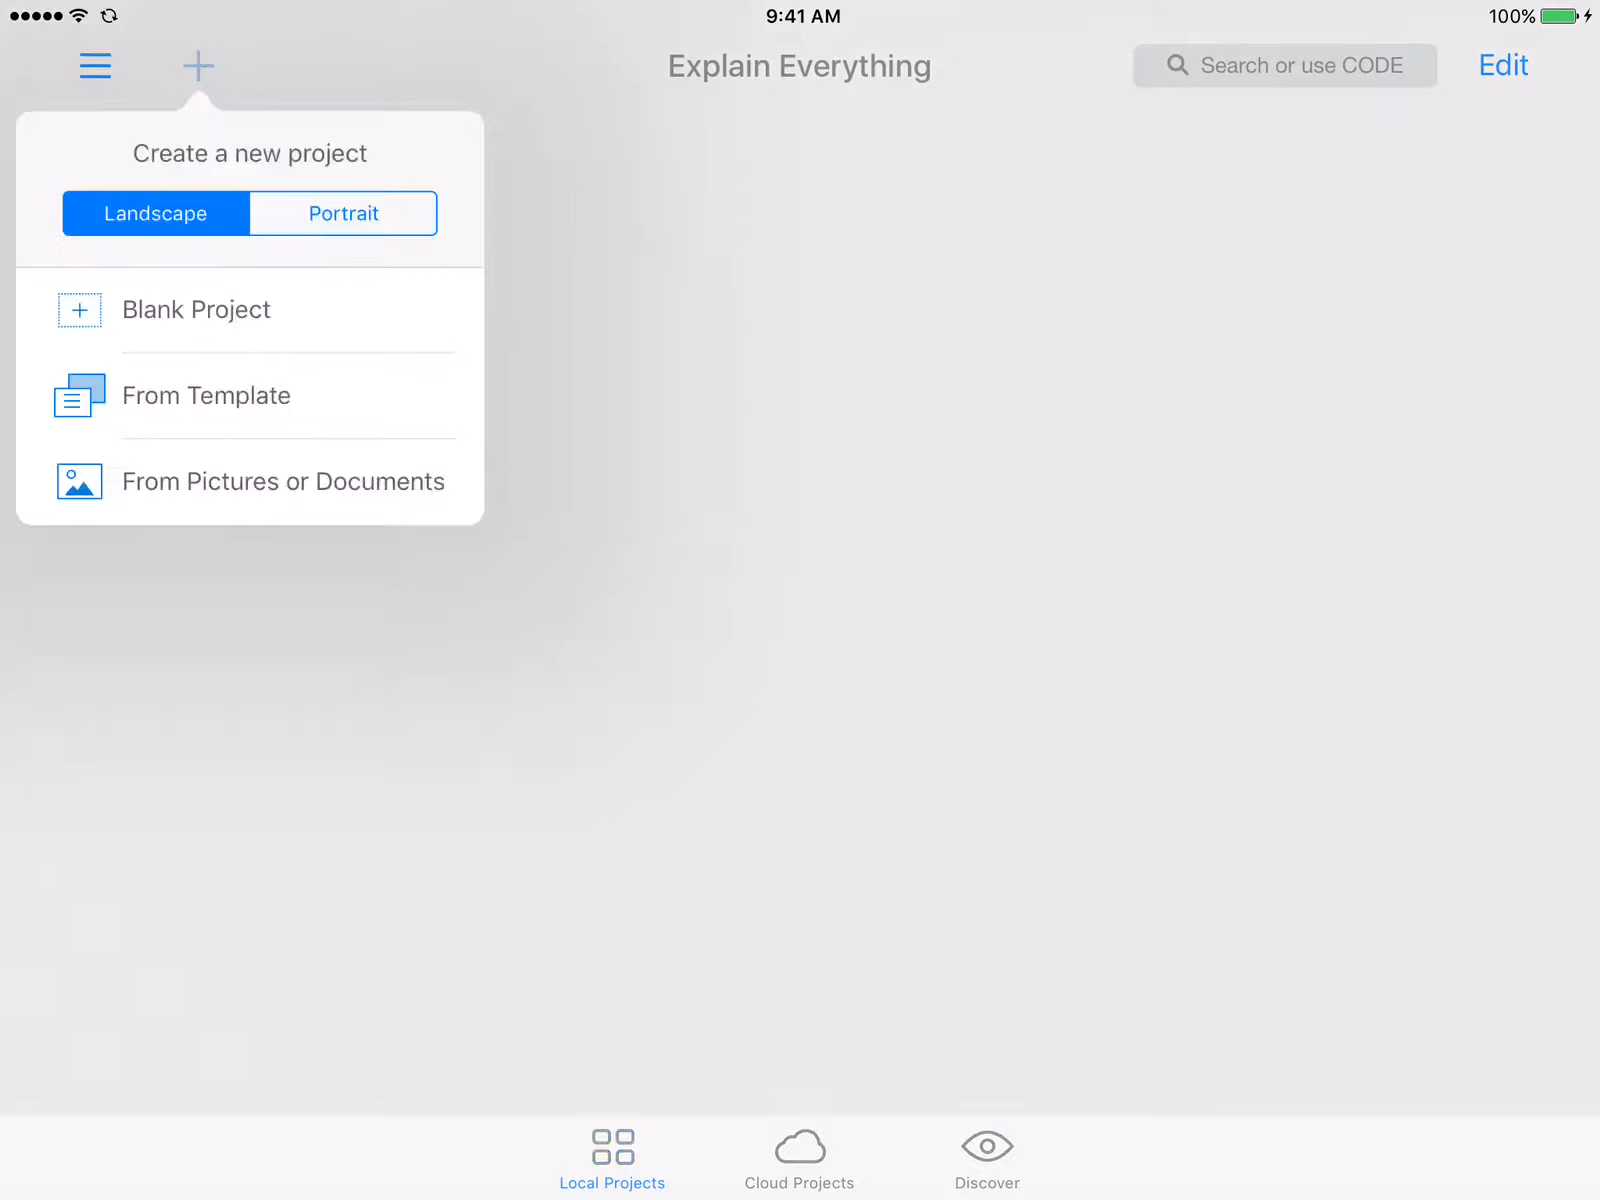 9:41 AM
100%
Explain Everything
Search or use CODE
Edit
Create a new project
Landscape
Portrait
Blank Project
From Template
From Pictures or Documents
Local Projects
Cloud Projects
Discover